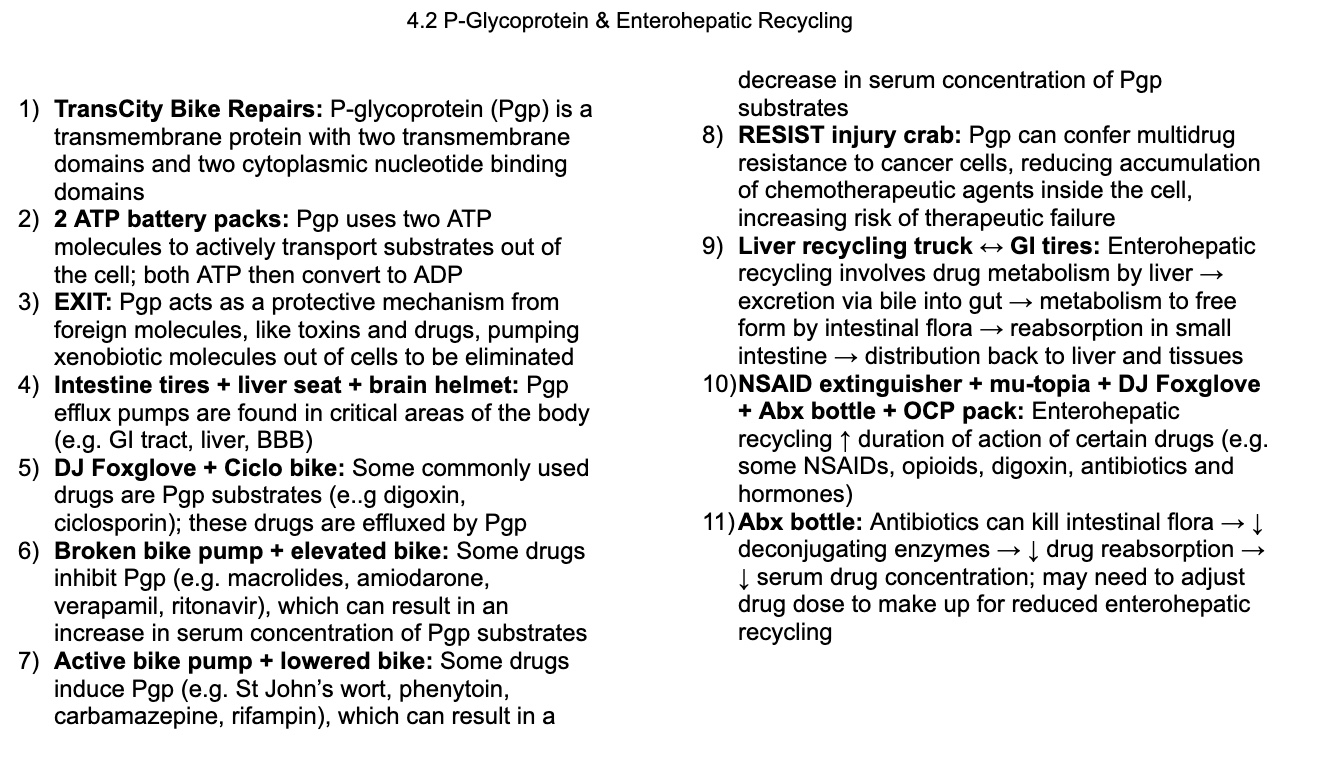 4.2 P-Glycoprotein & Enterohepatic Recycling
1) TransCity Bike Repairs: P-glycoprotein (Pgp) is a
transmembrane protein with two transmembrane
domains and two cytoplasmic nucleotide binding
domains
2) 2 ATP battery packs: Pgp uses two ATP
molecules to actively transport substrates out of
the cell; both ATP then convert to ADP
3) EXIT: Pgp acts as a protective mechanism from
foreign molecules, like toxins and drugs, pumping
xenobiotic molecules out of cells to be eliminated
4) Intestine tires + liver seat + brain helmet: Pgp
efflux pumps are found in critical areas of the body
(e.g. GI tract, liver, BBB)
5) DJ Foxglove + Ciclo bike: Some commonly used
drugs are Pgp substrates (e..g digoxin,
ciclosporin); these drugs are effluxed by Pgp
6) Broken bike pump + elevated bike: Some drugs
inhibit Pgp (e.g. macrolides, amiodarone,
verapamil, ritonavir), which can result in an
increase in serum concentration of Pgp substrates
7) Active bike pump + lowered bike: Some drugs
induce Pgp (e.g. St John's wort, phenytoin,
carbamazepine, rifampin), which can result in a
decrease in serum concentration of Pgp
substrates
8) RESIST injury crab: Pgp can confer multidrug
resistance to cancer cells, reducing accumulation
of chemotherapeutic agents inside the cell,
increasing risk of therapeutic failure
9) Liver recycling truck ↔ GI tires: Enterohepatic
recycling involves drug metabolism by liver →
excretion via bile into gut → metabolism to free
form by intestinal flora → reabsorption in small
intestine → distribution back to liver and tissues
10)NSAID extinguisher + mu-topia + DJ Foxglove
+ Abx bottle + OCP pack: Enterohepatic
recycling ↑ duration of action of certain drugs (e.g.
some NSAIDs, opioids, digoxin, antibiotics and
hormones)
11)Abx bottle: Antibiotics can kill intestinal flora → ↓
deconjugating enzymes → ↓ drug reabsorption →
↓ serum drug concentration; may need to adjust
drug dose to make up for reduced enterohepatic
recycling